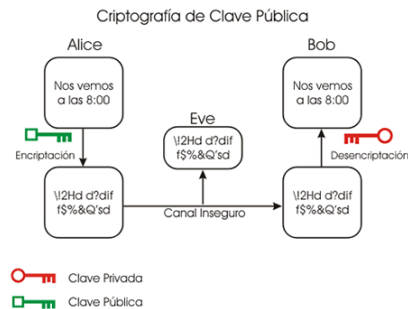 Criptografía de Clave Pública
Alice
Bob
Nos vemos
a las 8:00
Eve
Nos vemos
a las 8:00
\!2Hd d?dif
f$%&Q'sd
Encriptación
Desencriptación
\!2Hd d?dif
f$%&Q'sd
\!2Hd d?dif
f$%&Q'sd
Canal Inseguro
Clave Privada
Clave Pública